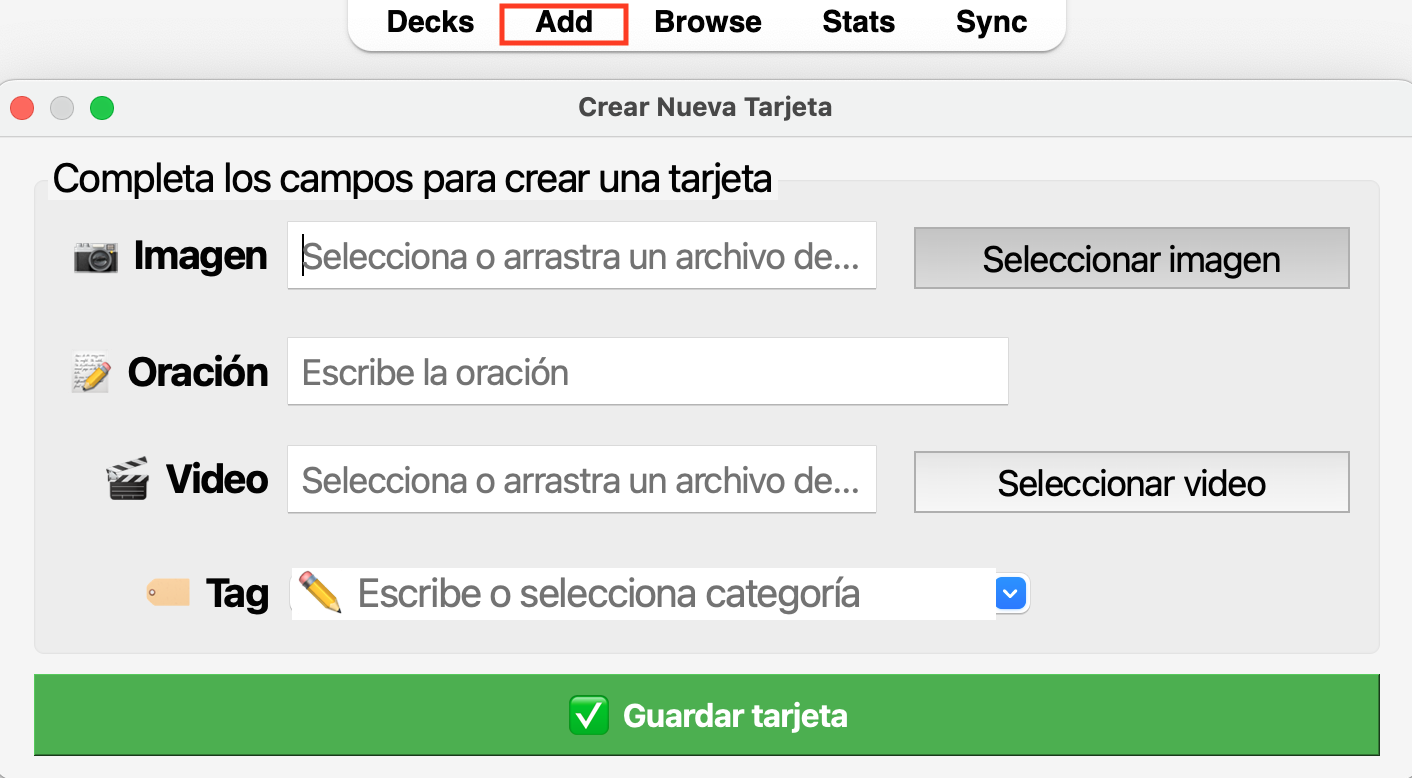 Decks Add Browse Stats Sync
Crear Nueva Tarjeta
Completa los campos para crear una tarjeta
Imagen Selecciona o arrastra un archivo de... Seleccionar imagen
Oración Escribe la oración
Video Selecciona o arrastra un archivo de... Seleccionar video
Tag Escribe o selecciona categoría
Guardar tarjeta